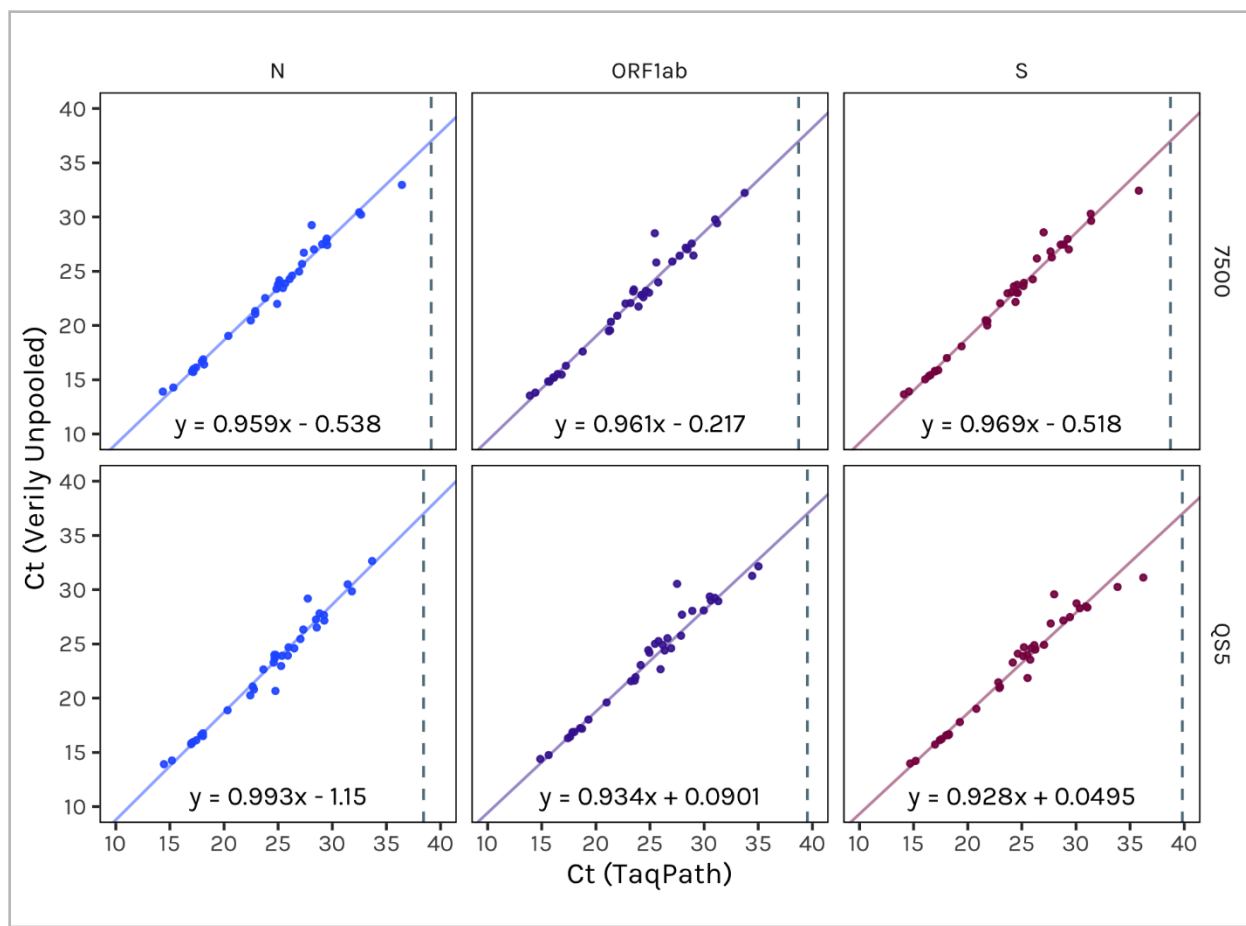 N ORF1ab S
40
35
30
25
20
15
10
y = 0.959x - 0.538 y = 0.961x - 0.217 y = 0.969x - 0.518
7500
Ct (Verily Unpooled)
40
35
30
25
20
15
10
y = 0.993x - 1.15 y = 0.934x + 0.0901 y = 0.928x + 0.0495
QS5
10 15 20 25 30 35 40 10 15 20 25 30 35 40 10 15 20 25 30 35 40
Ct (TaqPath)